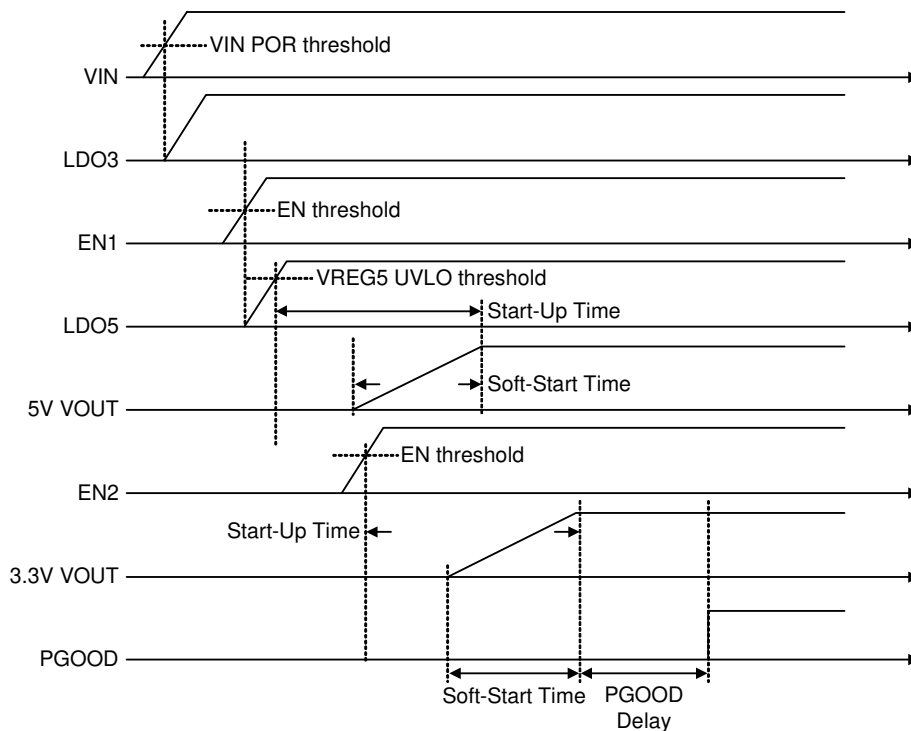 VIN POR threshold
VIN
LDO3
EN threshold
EN1
VREG5 UVLO threshold
Start-Up Time
LDO5
Soft-Start Time
5V VOUT
EN threshold
EN2
Start-Up Time
3.3V VOUT
PGOOD
Soft-Start Time
PGOOD
Delay